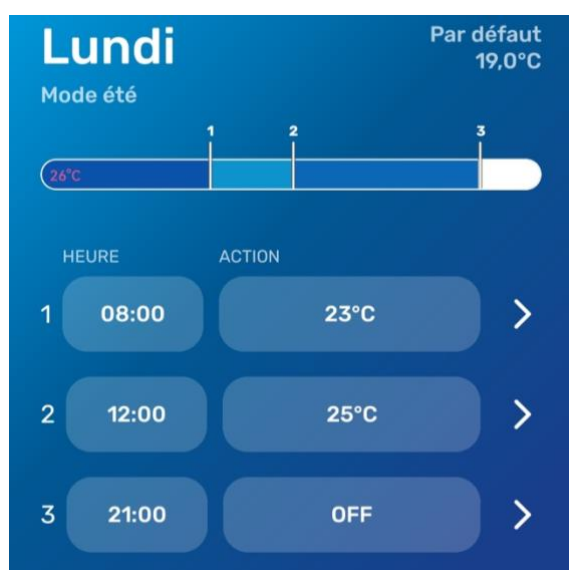 Lundi
Par défaut
19,0°C
Mode été
1 2 3
26°C
HEURE ACTION
1 08:00 23°C
2 12:00 25°C
3 21:00 OFF